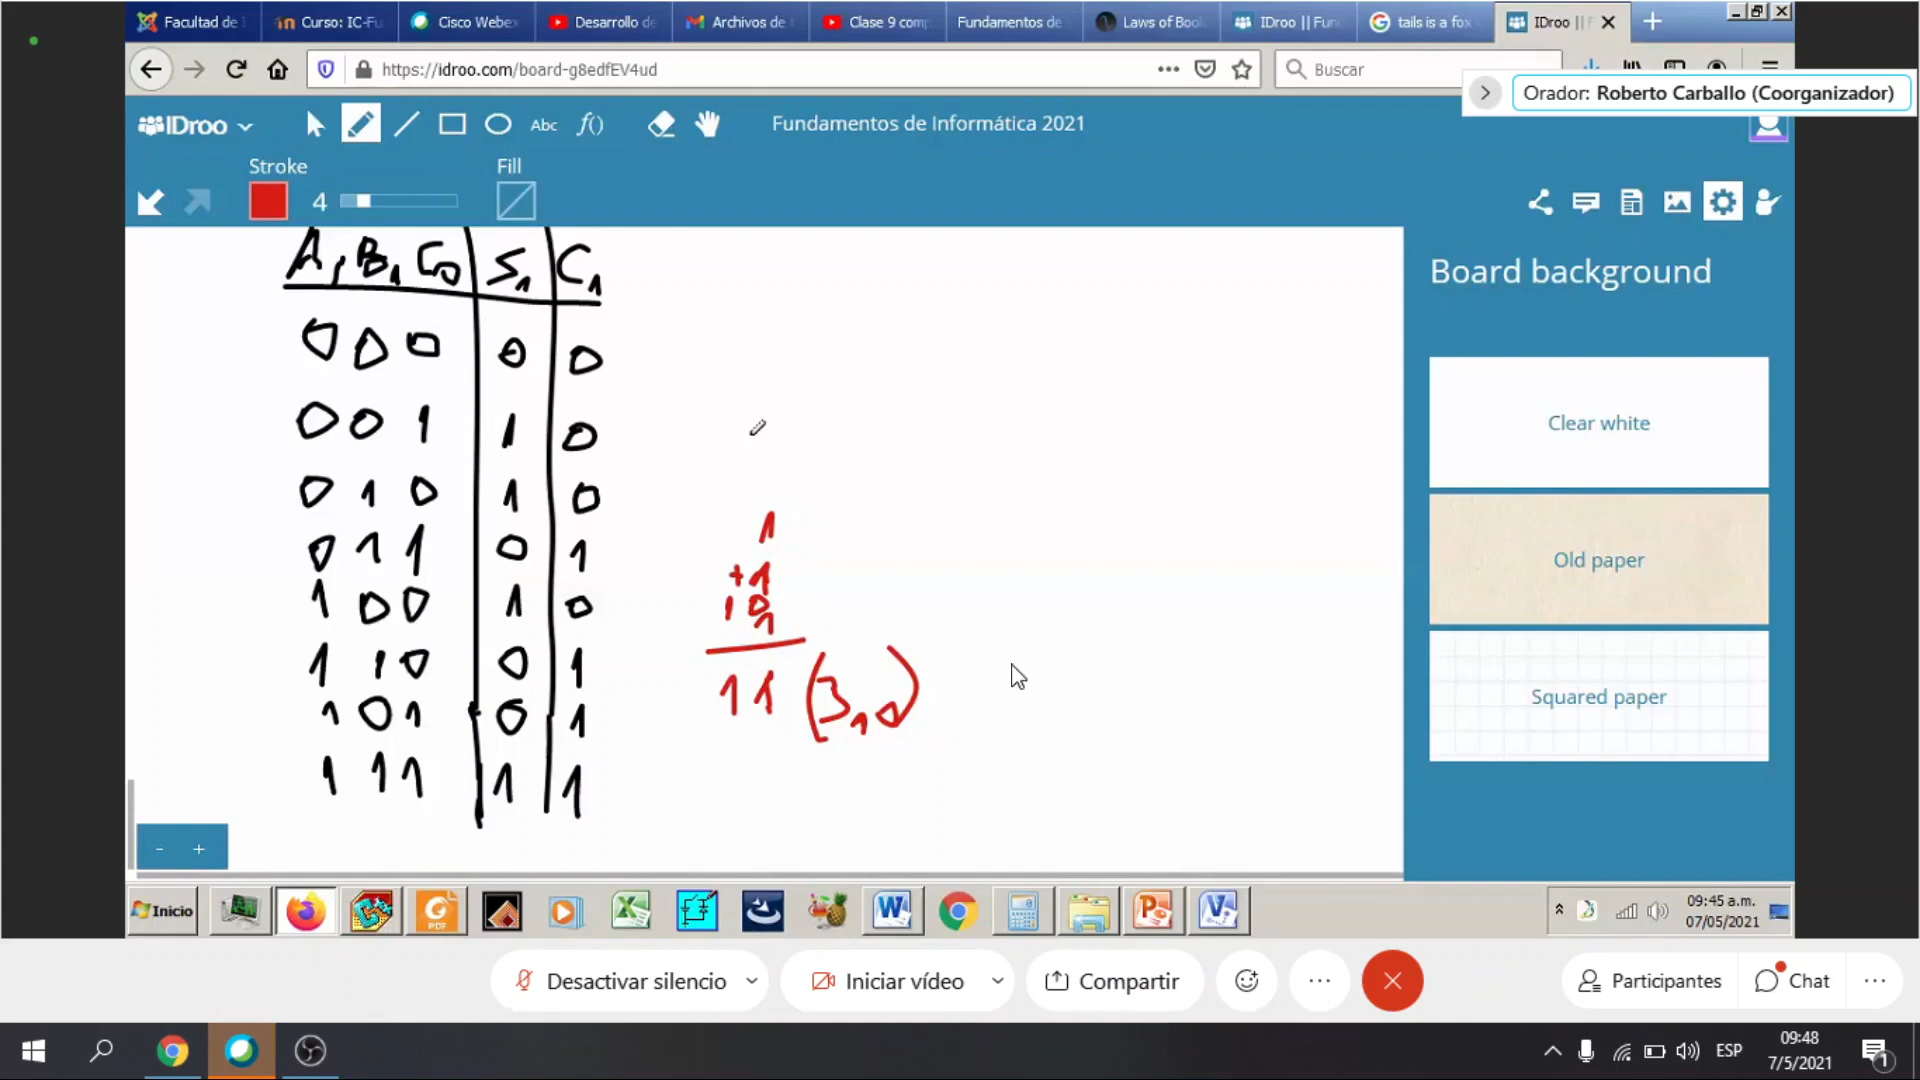 Facultad de I
Curso: IC-Fu
Cisco Webex
Desarrollo de
Archivos de
Clase 9 comp
Fundamentos de
Laws of Bool
IDroo || Fun
tails is a fox
IDroo || F
https://idroo.com/board-g8edfEV4ud
Buscar
Orador: Roberto Carballo (Coorganizador)
IDroo
Abc
f()
Fundamentos de Informática 2021
Stroke
Fill
4
A1 B1 C0 S1 C1
0 0 0 0 0
0 0 1 1 0
0 1 0 1 0
0 1 1 0 1
1 0 0 1 0
1 1 0 0 1
1 0 1 0 1
1 1 1 1 1
1
+1
10
1
11 (3,10)
Board background
Clear white
Old paper
Squared paper
- +
Inicio
PDF
09:45 a.m.
07/05/2021
Desactivar silencio
Iniciar vídeo
Compartir
Participantes
Chat
ESP
09:48
7/5/2021
1